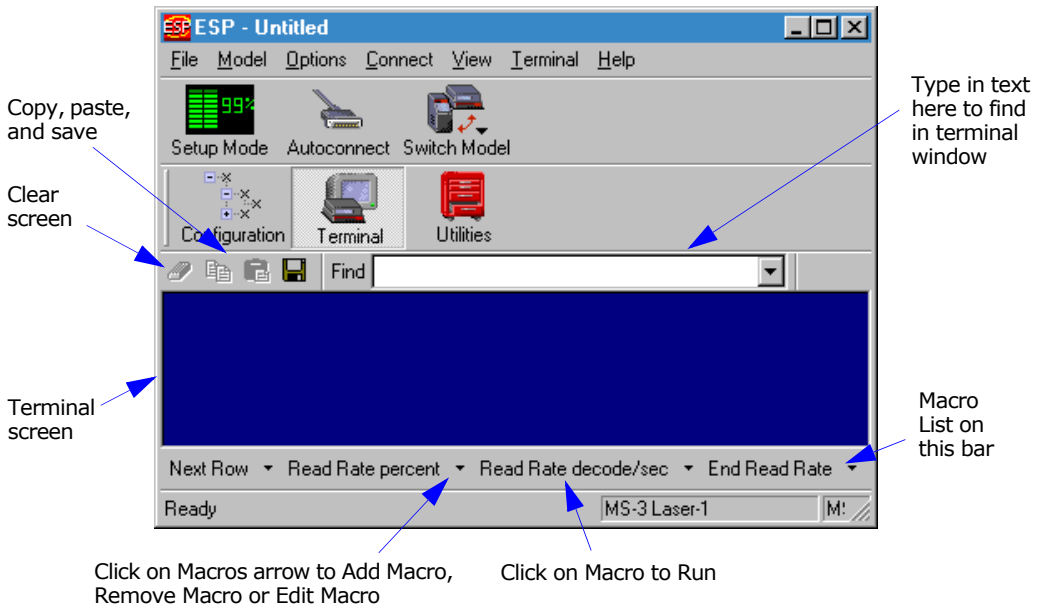 ESP ESP - Untitled
File Model Options Connect View Terminal Help
99%
Setup Mode Autoconnect Switch Model
Configuration Terminal Utilities
Find
Next Row Read Rate percent Read Rate decode/sec End Read Rate
Ready MS-3 Laser-1
Copy, paste,
and save
Clear
screen
Terminal
screen
Type in text
here to find
in terminal
window
Macro
List on
this bar
Click on Macros arrow to Add Macro,
Remove Macro or Edit Macro
Click on Macro to Run